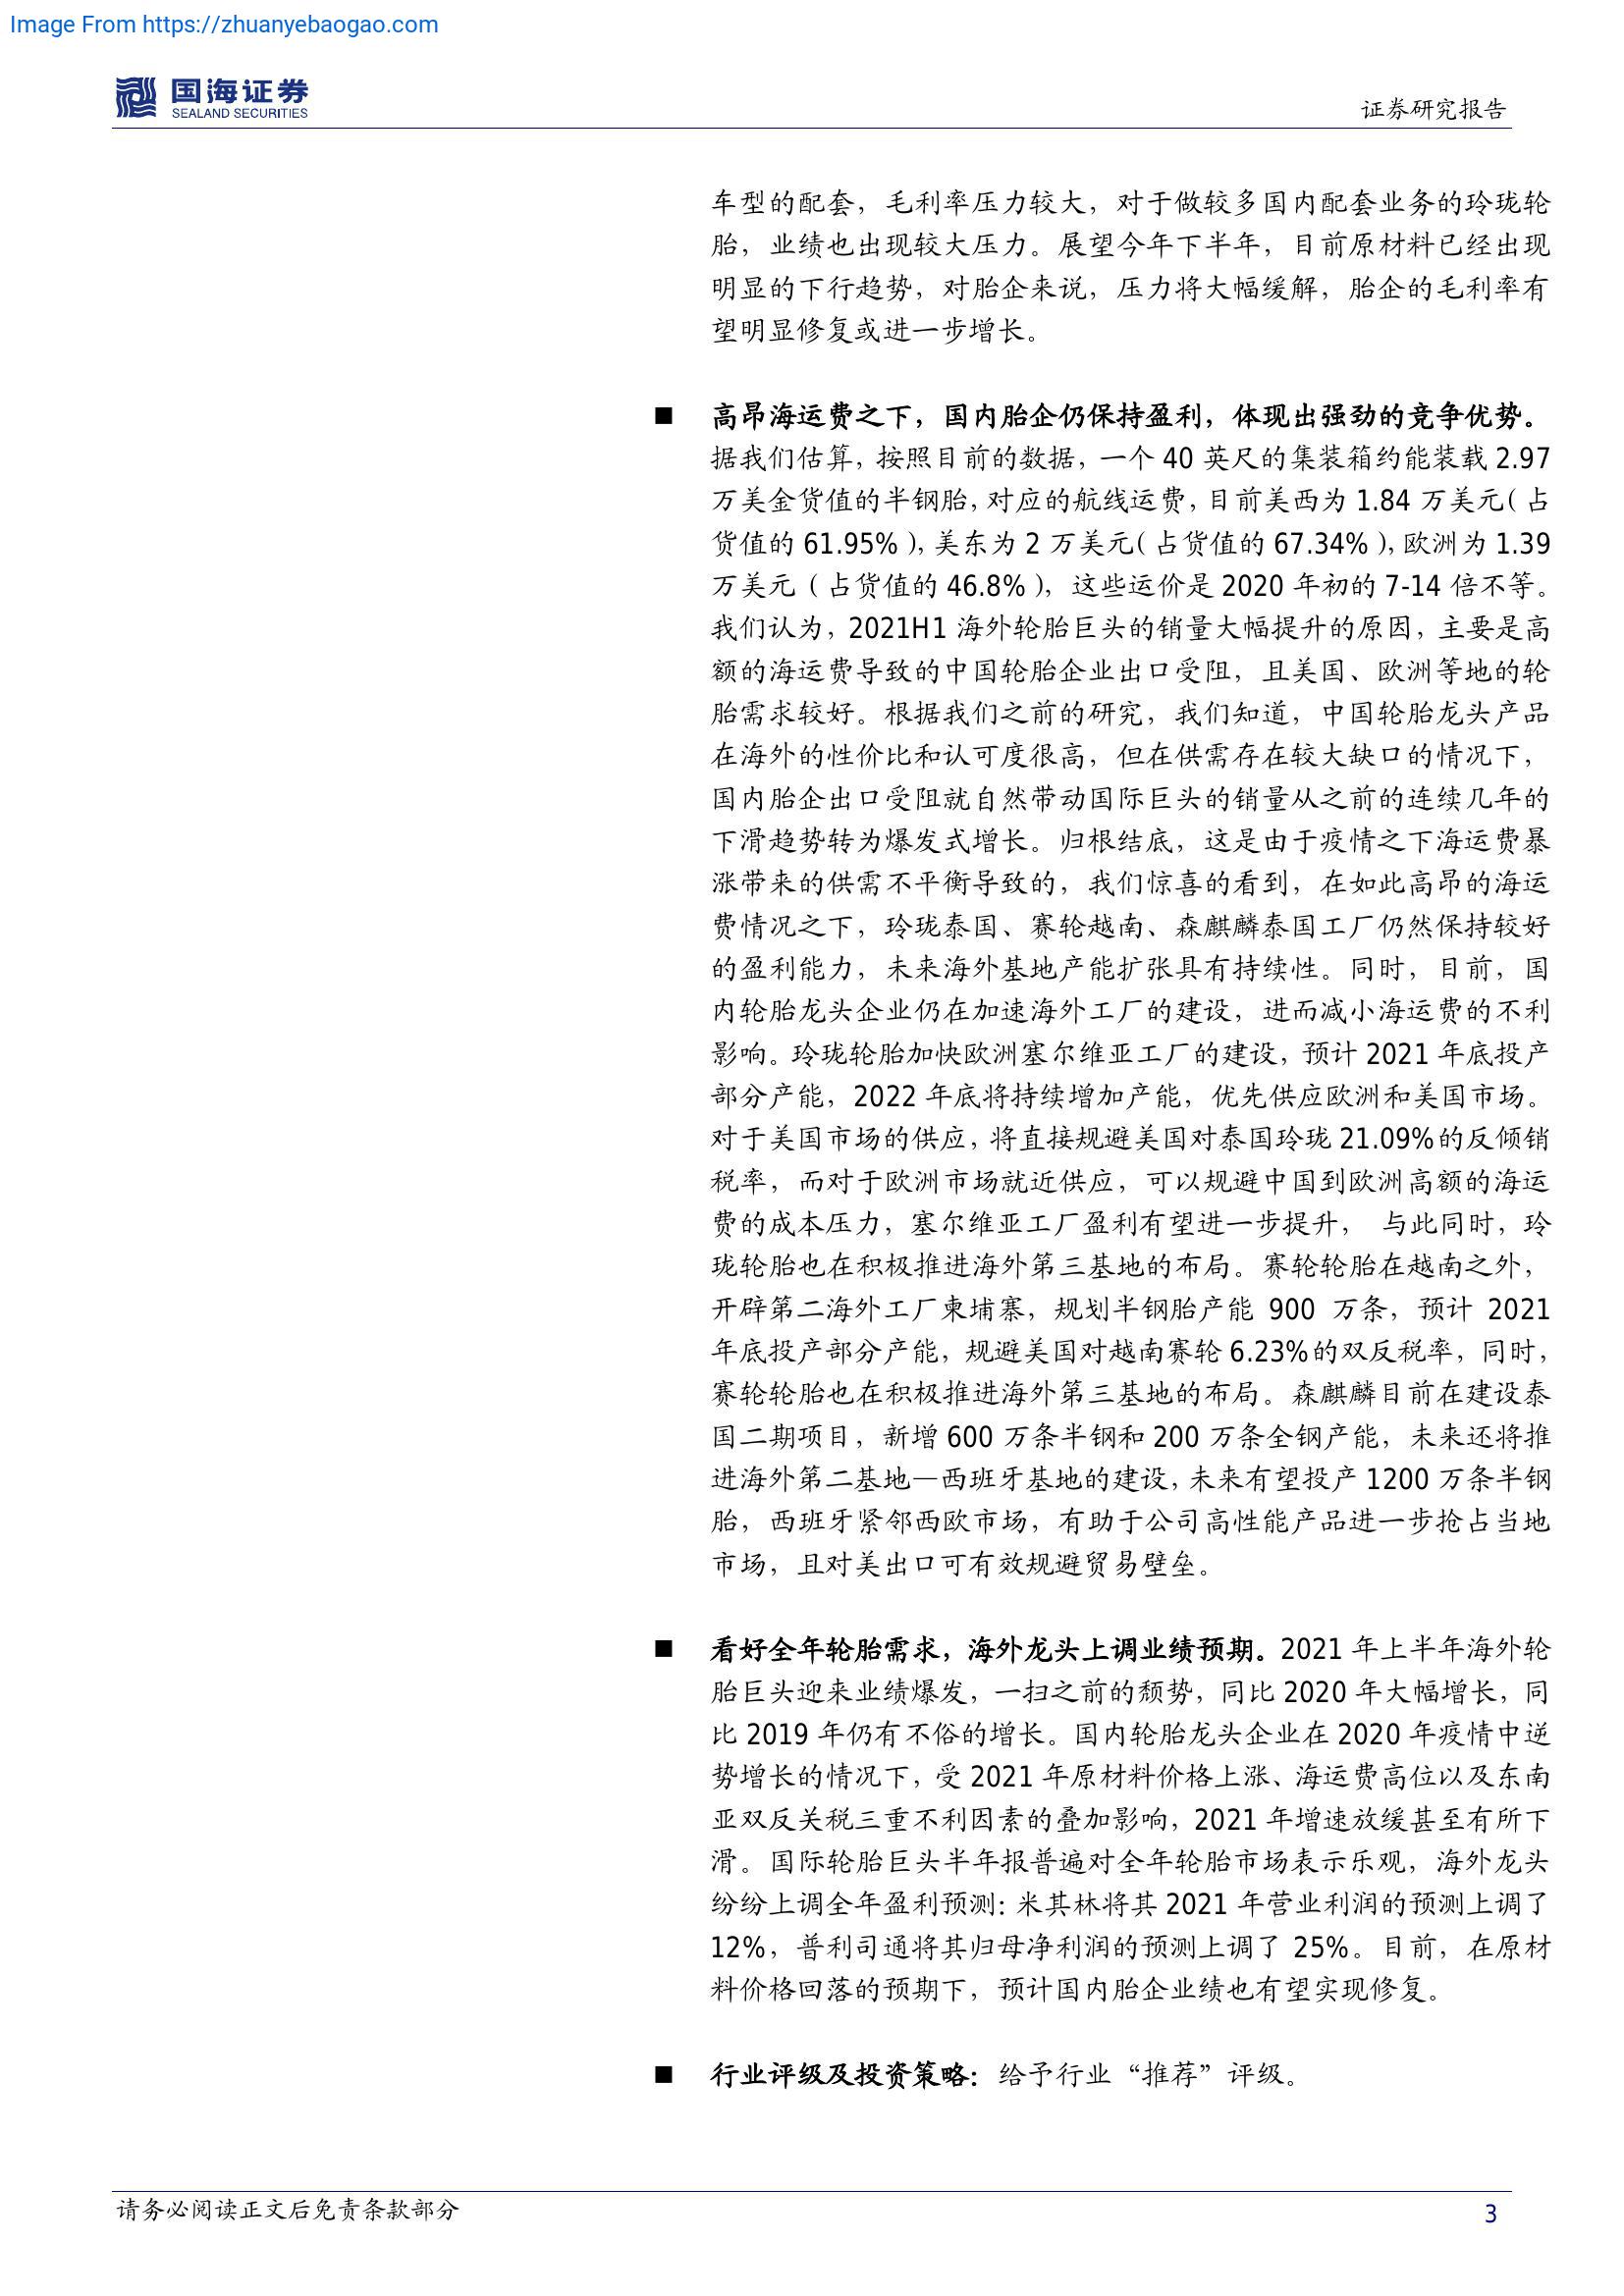 Image From https://zhuanyebaogao.com
国海证券
SEALAND SECURITIES
证券研究报告
车型的配套，毛利率压力较大，对于做较多国内配套业务的玲珑轮
胎，业绩也出现较大压力。展望今年下半年，目前原材料已经出现
明显的下行趋势，对胎企来说，压力将大幅缓解，胎企的毛利率有
望明显修复或进一步增长。
■ 高昂海运费之下，国内胎企仍保持盈利，体现出强劲的竞争优势。
据我们估算，按照目前的数据，一个 40 英尺的集装箱约能装载 2.97
万美金货值的半钢胎，对应的航线运费，目前美西为 1.84 万美元（占
货值的 61.95%），美东为 2 万美元（占货值的 67.34%），欧洲为 1.39
万美元（占货值的 46.8%），这些运价是 2020 年初的 7-14 倍不等。
我们认为，2021H1 海外轮胎巨头的销量大幅提升的原因，主要是高
额的海运费导致的中国轮胎企业出口受阻，且美国、欧洲等地的轮
胎需求较好。根据我们之前的研究，我们知道，中国轮胎龙头产品
在海外的性价比和认可度很高，但在供需存在较大缺口的情况下，
国内胎企出口受阻就自然带动国际巨头的销量从之前的连续几年的
下滑趋势转为爆发式增长。归根结底，这是由于疫情之下海运费暴
涨带来的供需不平衡导致的，我们惊喜的看到，在如此高昂的海运
费情况之下，玲珑泰国、赛轮越南、森麒麟泰国工厂仍然保持较好
的盈利能力，未来海外基地产能扩张具有持续性。同时，目前，国
内轮胎龙头企业仍在加速海外工厂的建设，进而减小海运费的不利
影响。玲珑轮胎加快欧洲塞尔维亚工厂的建设，预计 2021 年底投产
部分产能，2022 年底将持续增加产能，优先供应欧洲和美国市场。
对于美国市场的供应，将直接规避美国对泰国玲珑 21.09%的反倾销
税率，而对于欧洲市场就近供应，可以规避中国到欧洲高额的海运
费的成本压力，塞尔维亚工厂盈利有望进一步提升， 与此同时，玲
珑轮胎也在积极推进海外第三基地的布局。赛轮轮胎在越南之外，
开辟第二海外工厂柬埔寨，规划半钢胎产能 900 万条，预计 2021
年底投产部分产能，规避美国对越南赛轮 6.23%的双反税率，同时，
赛轮轮胎也在积极推进海外第三基地的布局。森麒麟目前在建设泰
国二期项目，新增 600 万条半钢和 200 万条全钢产能，未来还将推
进海外第二基地—西班牙基地的建设，未来有望投产 1200 万条半钢
胎，西班牙紧邻西欧市场，有助于公司高性能产品进一步抢占当地
市场，且对美出口可有效规避贸易壁垒。
■ 看好全年轮胎需求，海外龙头上调业绩预期。2021 年上半年海外轮
胎巨头迎来业绩爆发，一扫之前的颓势，同比 2020 年大幅增长，同
比 2019 年仍有不俗的增长。国内轮胎龙头企业在 2020 年疫情中逆
势增长的情况下，受 2021 年原材料价格上涨、海运费高位以及东南
亚双反关税三重不利因素的叠加影响，2021 年增速放缓甚至有所下
滑。国际轮胎巨头半年报普遍对全年轮胎市场表示乐观，海外龙头
纷纷上调全年盈利预测：米其林将其 2021 年营业利润的预测上调了
12%，普利司通将其归母净利润的预测上调了 25%。目前，在原材
料价格回落的预期下，预计国内胎企业绩也有望实现修复。
■ 行业评级及投资策略：给予行业“推荐”评级。
请务必阅读正文后免责条款部分
3